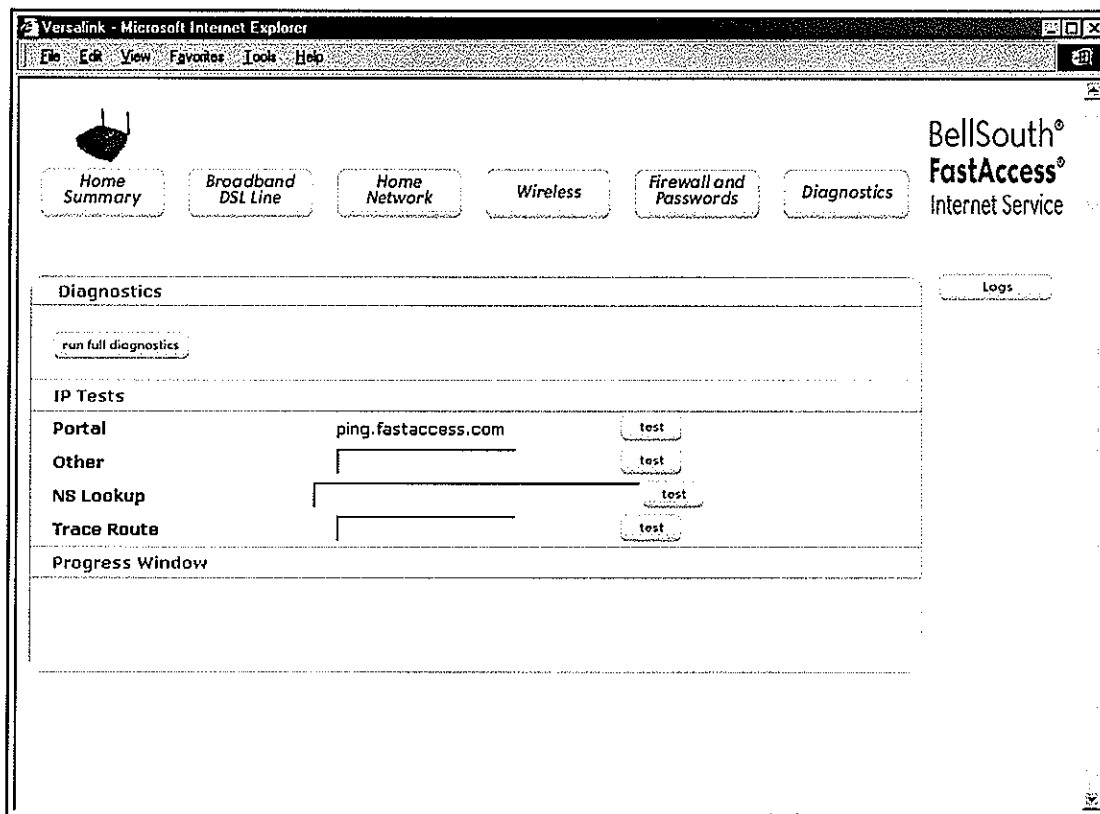 Versalink - Microsoft Internet Explorer
File Edit View Favorites Tools Help
BellSouth®
FastAccess®
Internet Service
Home Summary
Broadband DSL Line
Home Network
Wireless
Firewall and Passwords
Diagnostics
Diagnostics
Logs
run full diagnostics
IP Tests
Portal ping.fastaccess.com test
Other test
NS Lookup test
Trace Route test
Progress Window